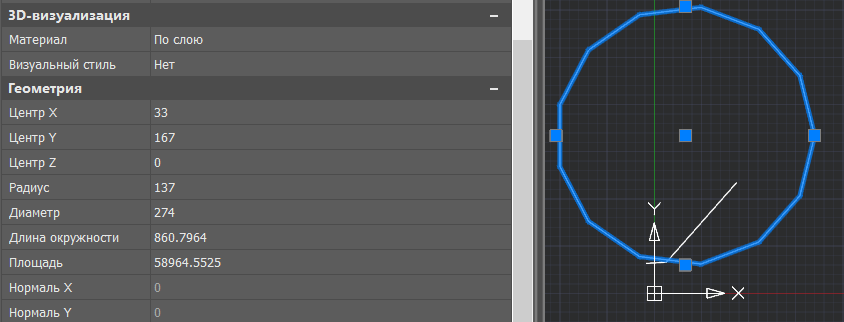 3D-визуализация
Материал По слою
Визуальный стиль Нет
Геометрия
Центр X 33
Центр Y 167
Центр Z 0
Радиус 137
Диаметр 274
Длина окружности 860.7964
Площадь 58964.5525
Нормаль X 0
Нормаль Y 0
Y
X